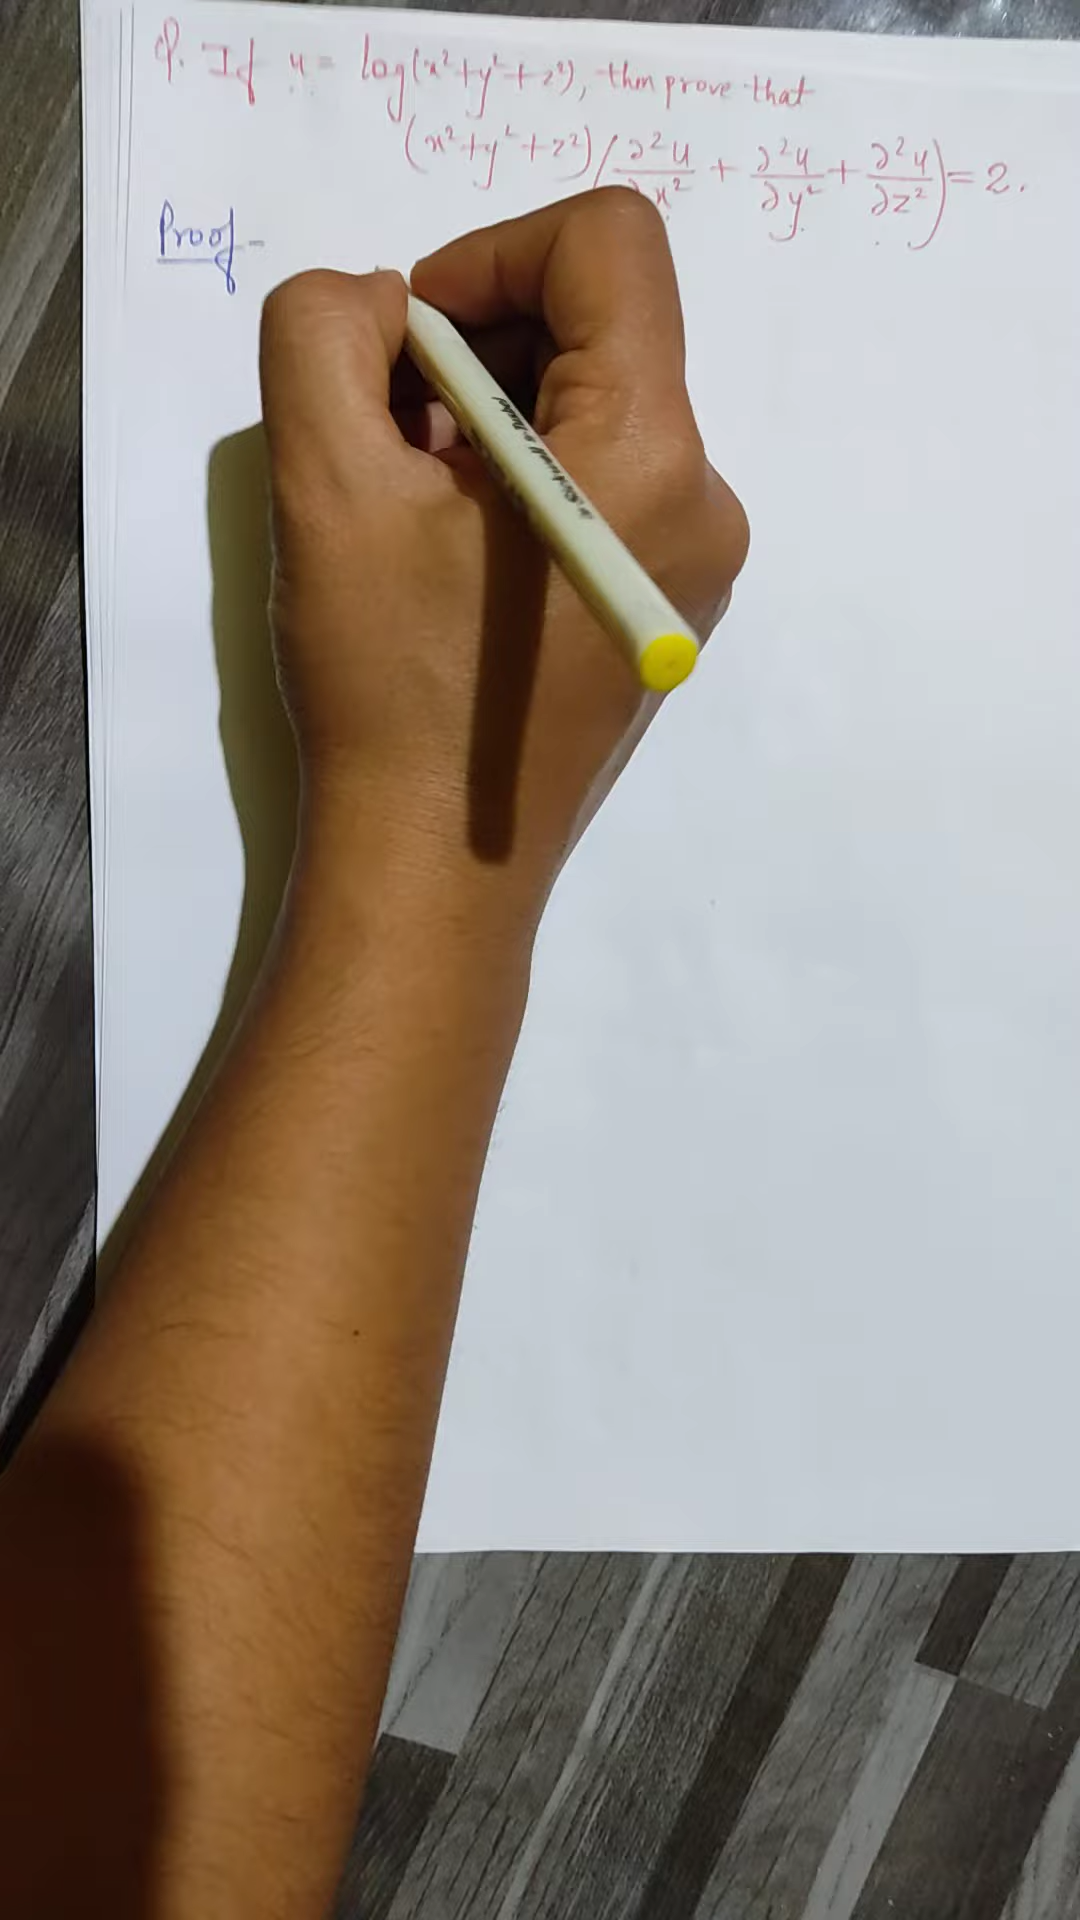 Q. If u = log(x²+y²+z²), then prove that
(x²+y²+z²)(∂²u/∂x² + ∂²u/∂y² + ∂²u/∂z²) = 2.
Proof-